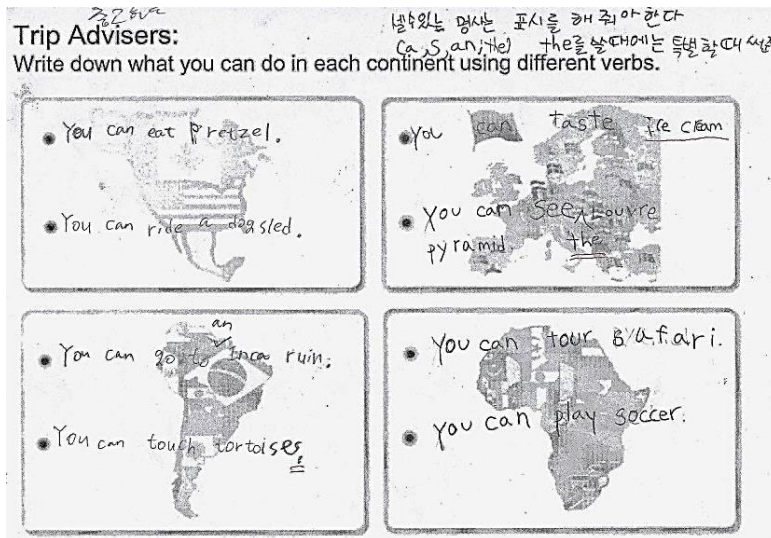 셀수있는 명사는 표시를 해 줘야한다
Trip Advisers:
(a, s, an, the) the를 쓸때에는 특별할때
Write down what you can do in each continent using different verbs.
You can eat pretzel.
You can ride a dogsled.
You can taste Ice cream
You can see the Louvre
pyramid.
You can go to an Inca ruin.
You can touch tortoises.
You can tour safari.
You can play soccer.